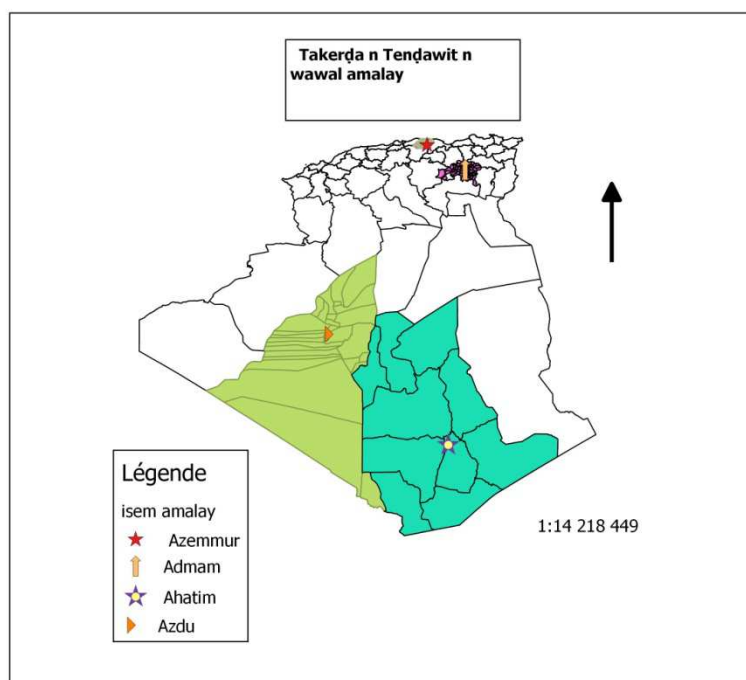 Takerḍa n Tenḍawit n
wawal amalay
1:14 218 449
Légende
isem amalay
Azemmur
Admam
Ahatim
Azdu